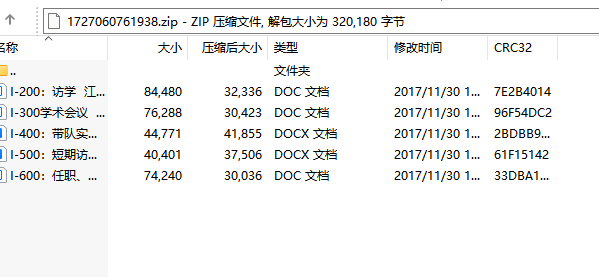 1727060761938.zip - ZIP 压缩文件, 解包大小为 320,180 字节
名称 大小 压缩后大小 类型 修改时间 CRC32
.. 文件夹
I-200：访学 江... 84,480 32,336 DOC 文档 2017/11/30 1... 7E2B4014
I-300学术会议 ... 76,288 30,423 DOC 文档 2017/11/30 1... 96F54DC2
I-400：带队实... 44,771 41,855 DOCX 文档 2017/11/30 1... 2BDBB9...
I-500：短期访... 40,401 37,506 DOCX 文档 2017/11/30 1... 61F15142
I-600：任职、... 74,240 30,036 DOC 文档 2017/11/30 1... 33DBA1...